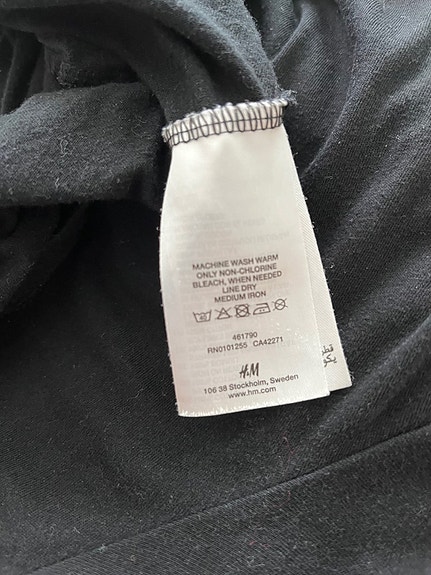 MACHINE WASH WARM
ONLY NON-CHLORINE
BLEACH, WHEN NEEDED
LINE DRY
MEDIUM IRON
40
461790
RN0101255 CA42271
H&M
106 38 Stockholm, Sweden
www.hm.com